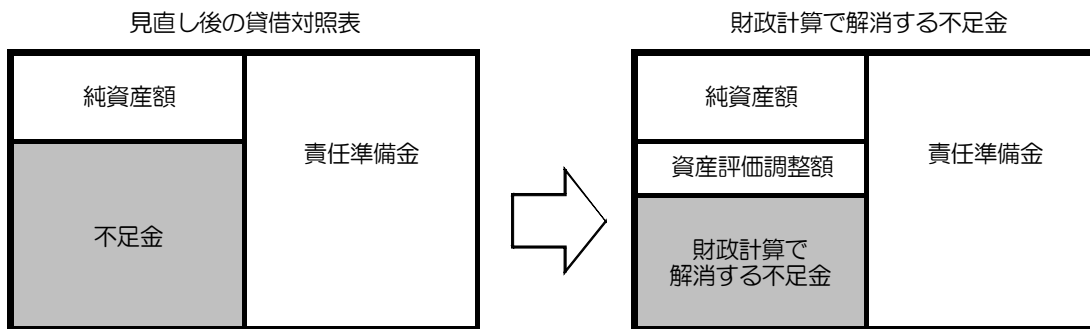 見直し後の貸借対照表
純資産額
不足金
責任準備金
財政計算で解消する不足金
純資産額
資産評価調整額
財政計算で
解消する不足金
責任準備金